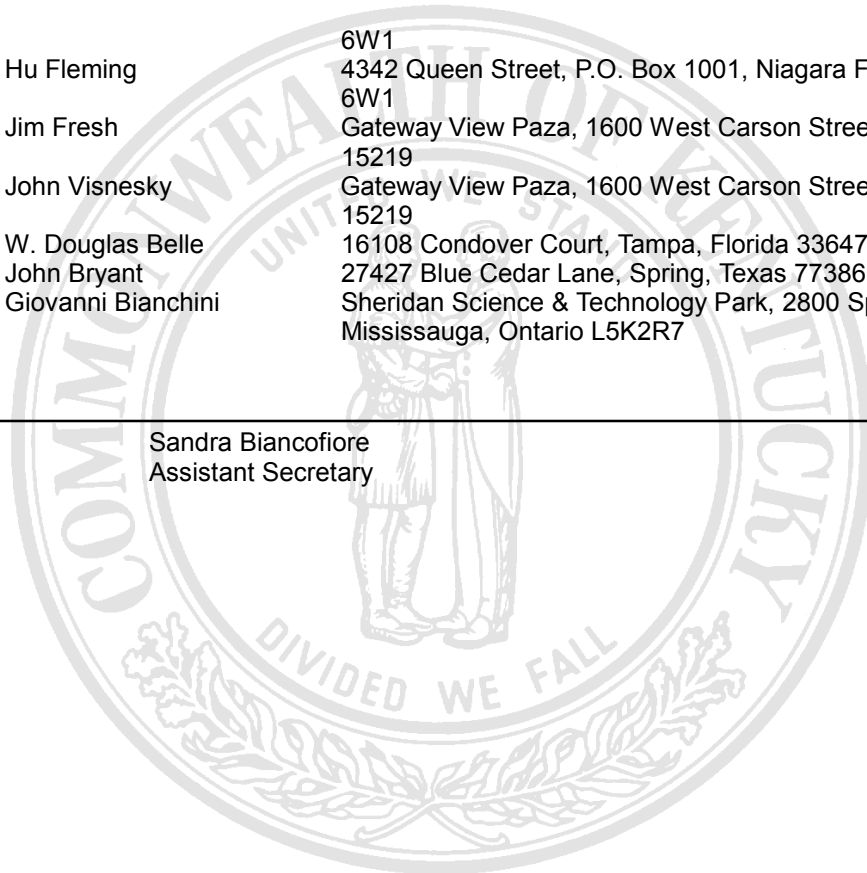 6W1
Hu Fleming 4342 Queen Street, P.O. Box 1001, Niagara F
6W1
Jim Fresh Gateway View Paza, 1600 West Carson Stree
15219
John Visnesky Gateway View Paza, 1600 West Carson Stree
15219
W. Douglas Belle 16108 Condover Court, Tampa, Florida 33647
John Bryant 27427 Blue Cedar Lane, Spring, Texas 77386
Giovanni Bianchini Sheridan Science & Technology Park, 2800 Sp
Mississauga, Ontario L5K2R7
Sandra Biancofiore
Assistant Secretary
COMMONWEALTH OF KENTUCKY
UNITED WE STAND
DIVIDED WE FALL